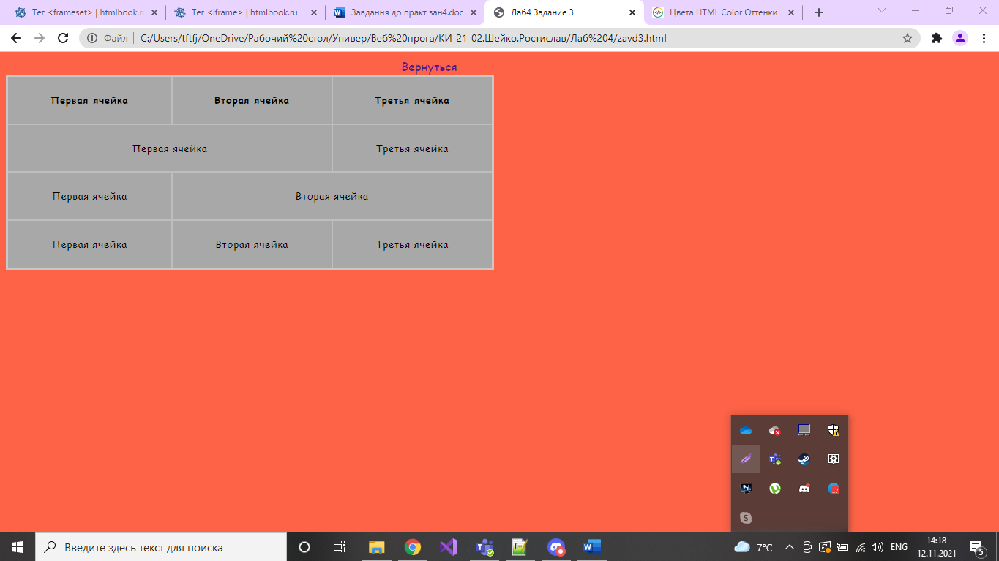 Тег <frameset> | htmlbook.ru
Тег <iframe> | htmlbook.ru
Завдання до практ зан4.doc
Лаб4 Задание 3
Цвета HTML Color Оттенки
Файл | C:/Users/tftfj/OneDrive/Рабочий%20стол/Универ/Веб%20прога/КИ-21-02.Шейко.Ростислав/Лаб%204/zavd3.html
Вернуться
Первая ячейка Вторая ячейка Третья ячейка
Первая ячейка Третья ячейка
Первая ячейка Вторая ячейка
Первая ячейка Вторая ячейка Третья ячейка
Введите здесь текст для поиска
7°C
ENG
14:18
12.11.2021
5